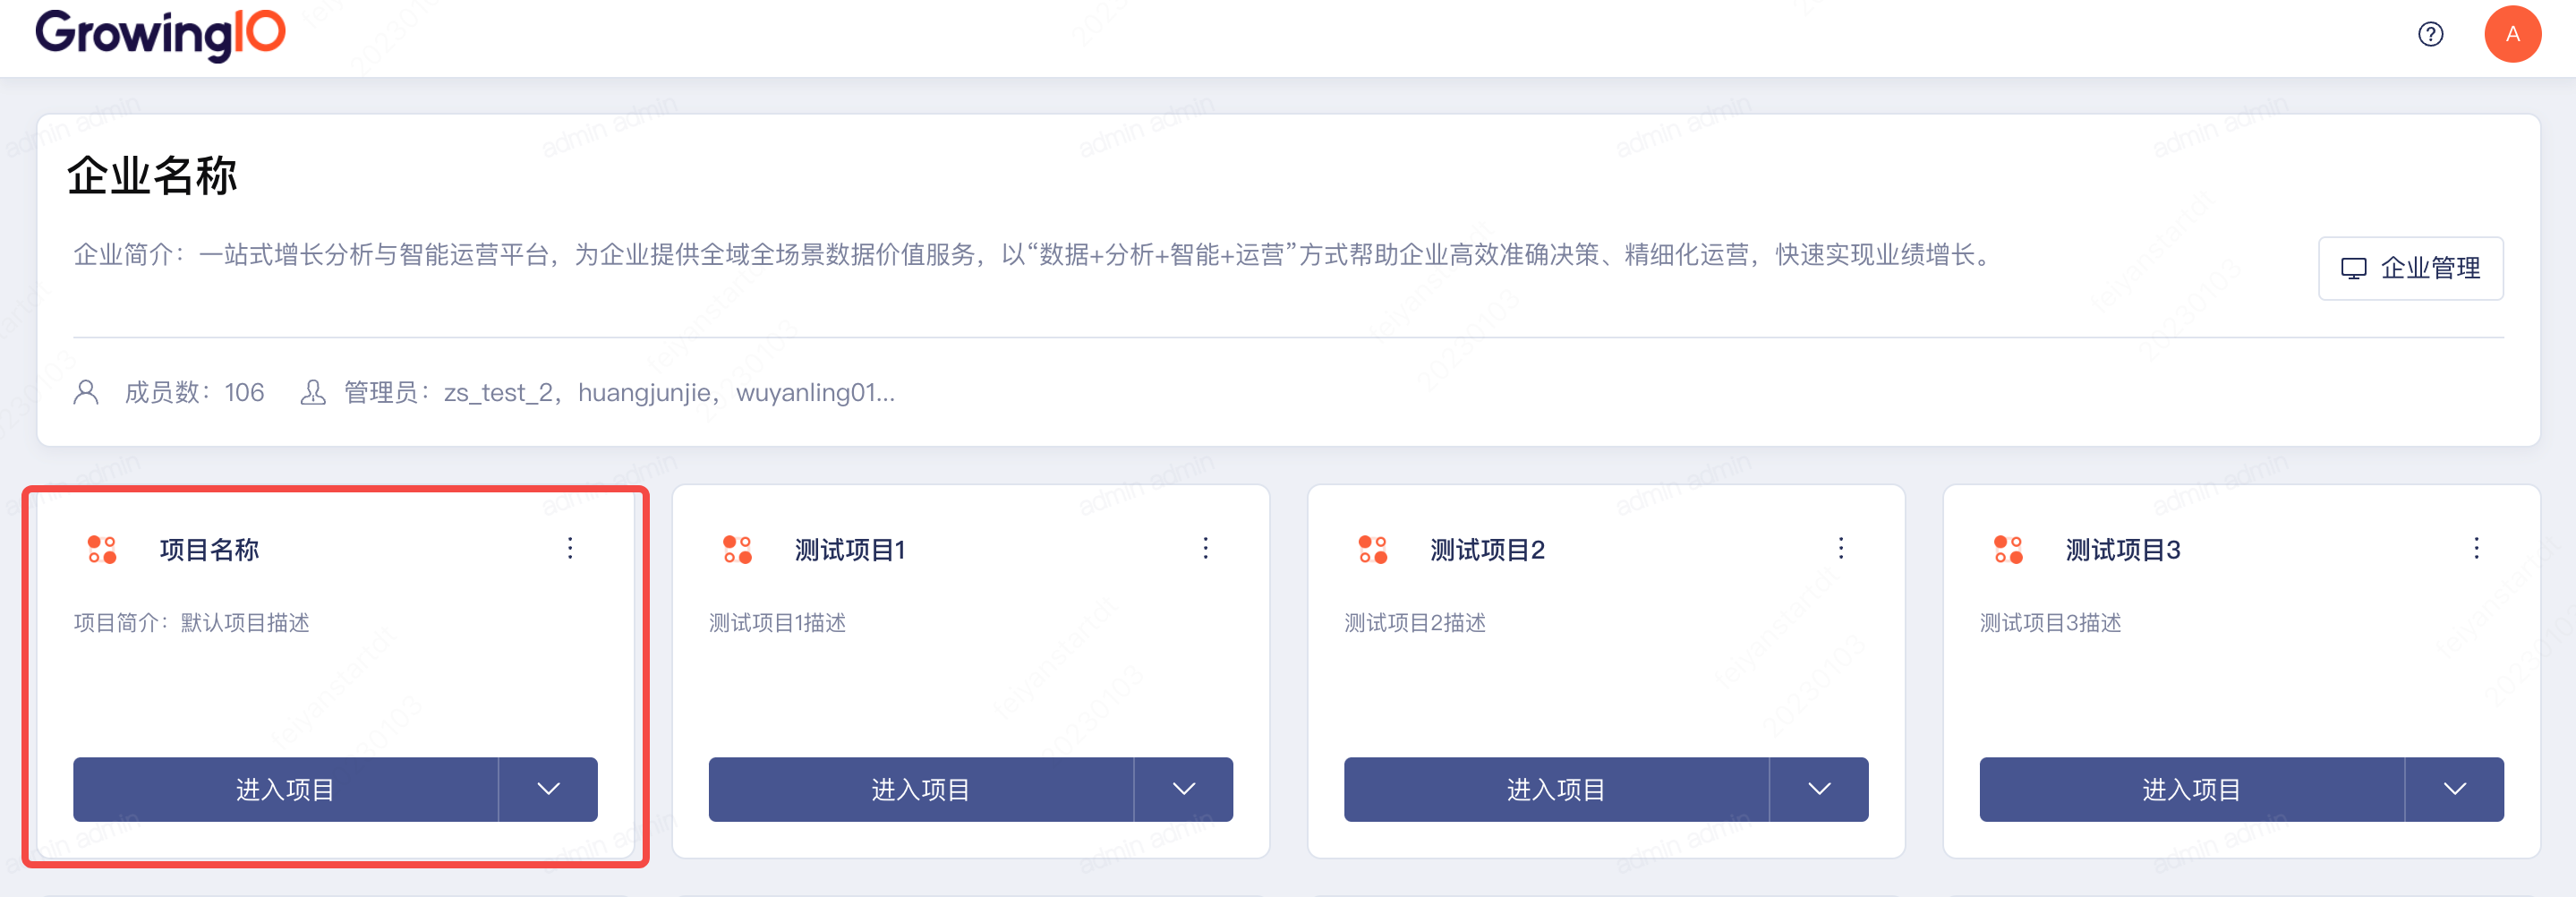 GrowingIO
A
企业名称
企业简介：一站式增长分析与智能运营平台，为企业提供全域全场景数据价值服务，以“数据+分析+智能+运营”方式帮助企业高效准确决策、精细化运营，快速实现业绩增长。
企业管理
成员数：106 管理员：zs_test_2，huangjunjie，wuyanling01...
项目名称
项目简介：默认项目描述
进入项目
测试项目1
测试项目1描述
进入项目
测试项目2
测试项目2描述
进入项目
测试项目3
测试项目3描述
进入项目
admin admin
feiyanstartdt
20230103